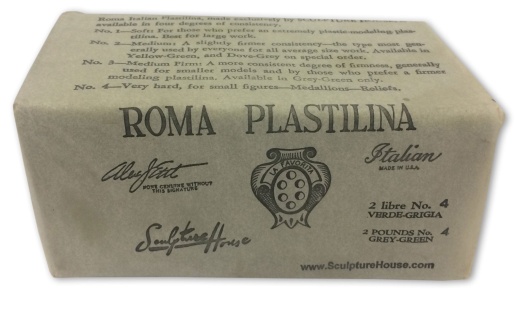 Roma Italian Plastilina, made exclusively by
available in four degrees of consistency.
No. 1—Soft: For those who prefer an extremely plastic modeling plas-
tilina. Best for large work.
No. 2—Medium: A slightly firmer consistency—the type most gen-
erally used by everyone for all average size work. Available in
Yellow-Green, and Dove-Grey on special order.
No. 3—Medium Firm: A more consistent degree of firmness, generally
used for smaller models and by those who prefer a firmer
modeling plastilina. Available in Grey-Green only.
No. 4—Very hard, for small figures—Medallions—Reliefs.
ROMA PLASTILINA
NONE GENUINE WITHOUT
THIS SIGNATURE
LA FAVORITA
Italian
MADE IN U.S.A.
Sculpture House
2 libre No. 4
VERDE-GRIGIA
2 POUNDS No. 4
GREY-GREEN
www.SculptureHouse.com